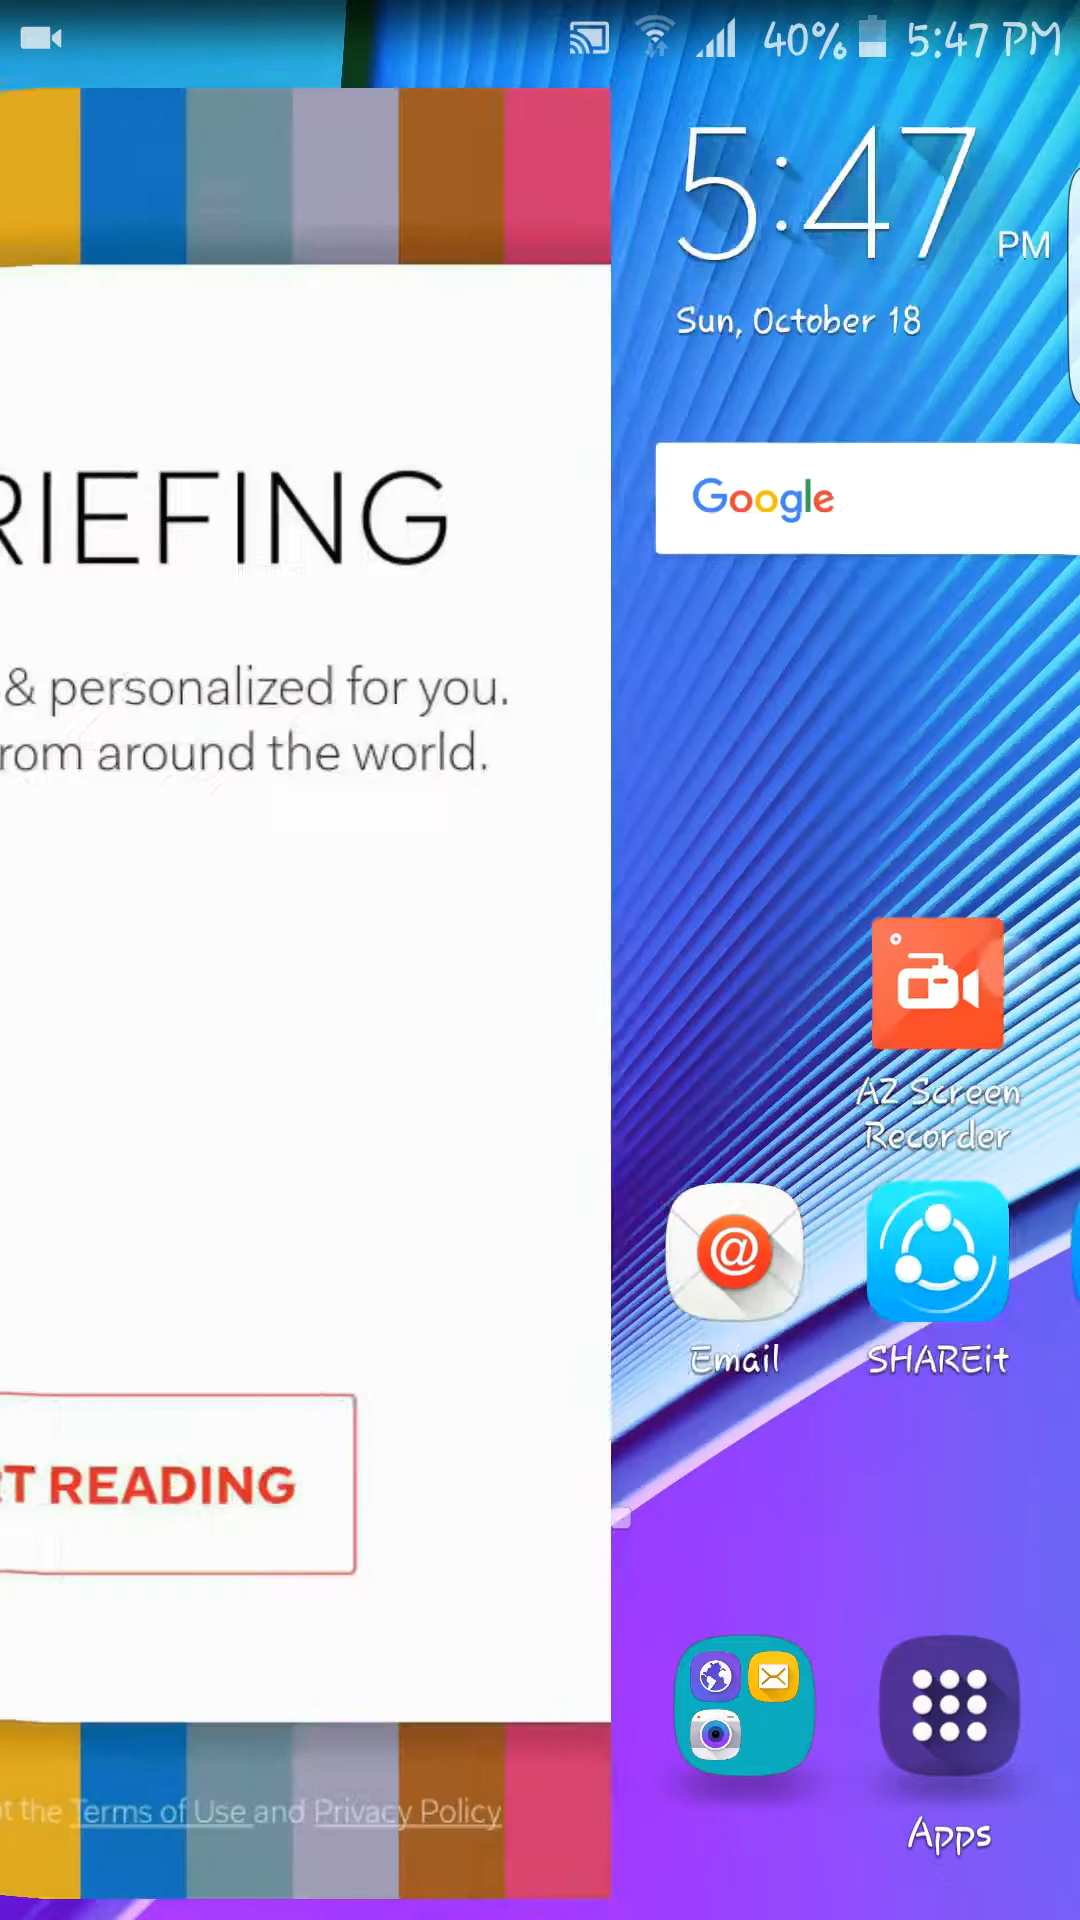 40% 5:47 PM
5:47 PM
Sun, October 18
Google
RIEFING
& personalized for you.
rom around the world.
AZ Screen
Recorder
Email
SHAREit
RT READING
t the Terms of Use and Privacy Policy
Apps